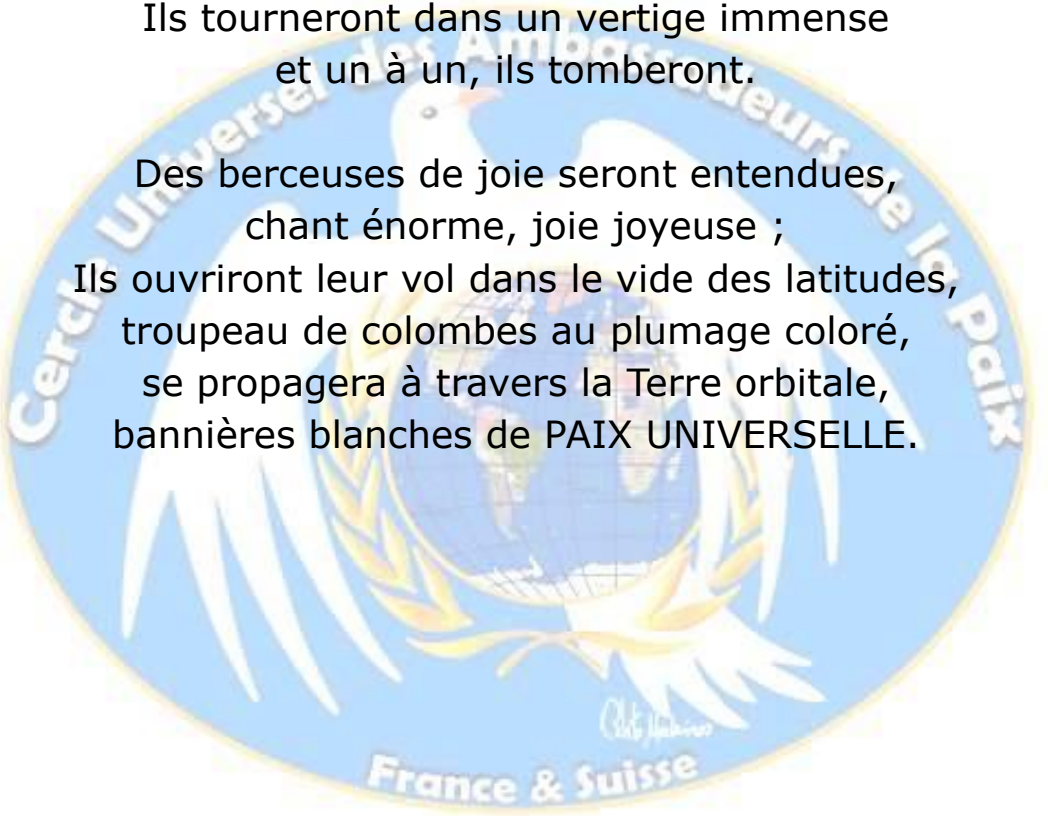 Ils tourneront dans un vertige immense
et un à un, ils tomberont.
Des berceuses de joie seront entendues,
chant énorme, joie joyeuse ;
Ils ouvriront leur vol dans le vide des latitudes,
troupeau de colombes au plumage coloré,
se propagera à travers la Terre orbitale,
bannières blanches de PAIX UNIVERSELLE.
Cercle Universel des Ambassadeurs de la Paix
France & Suisse